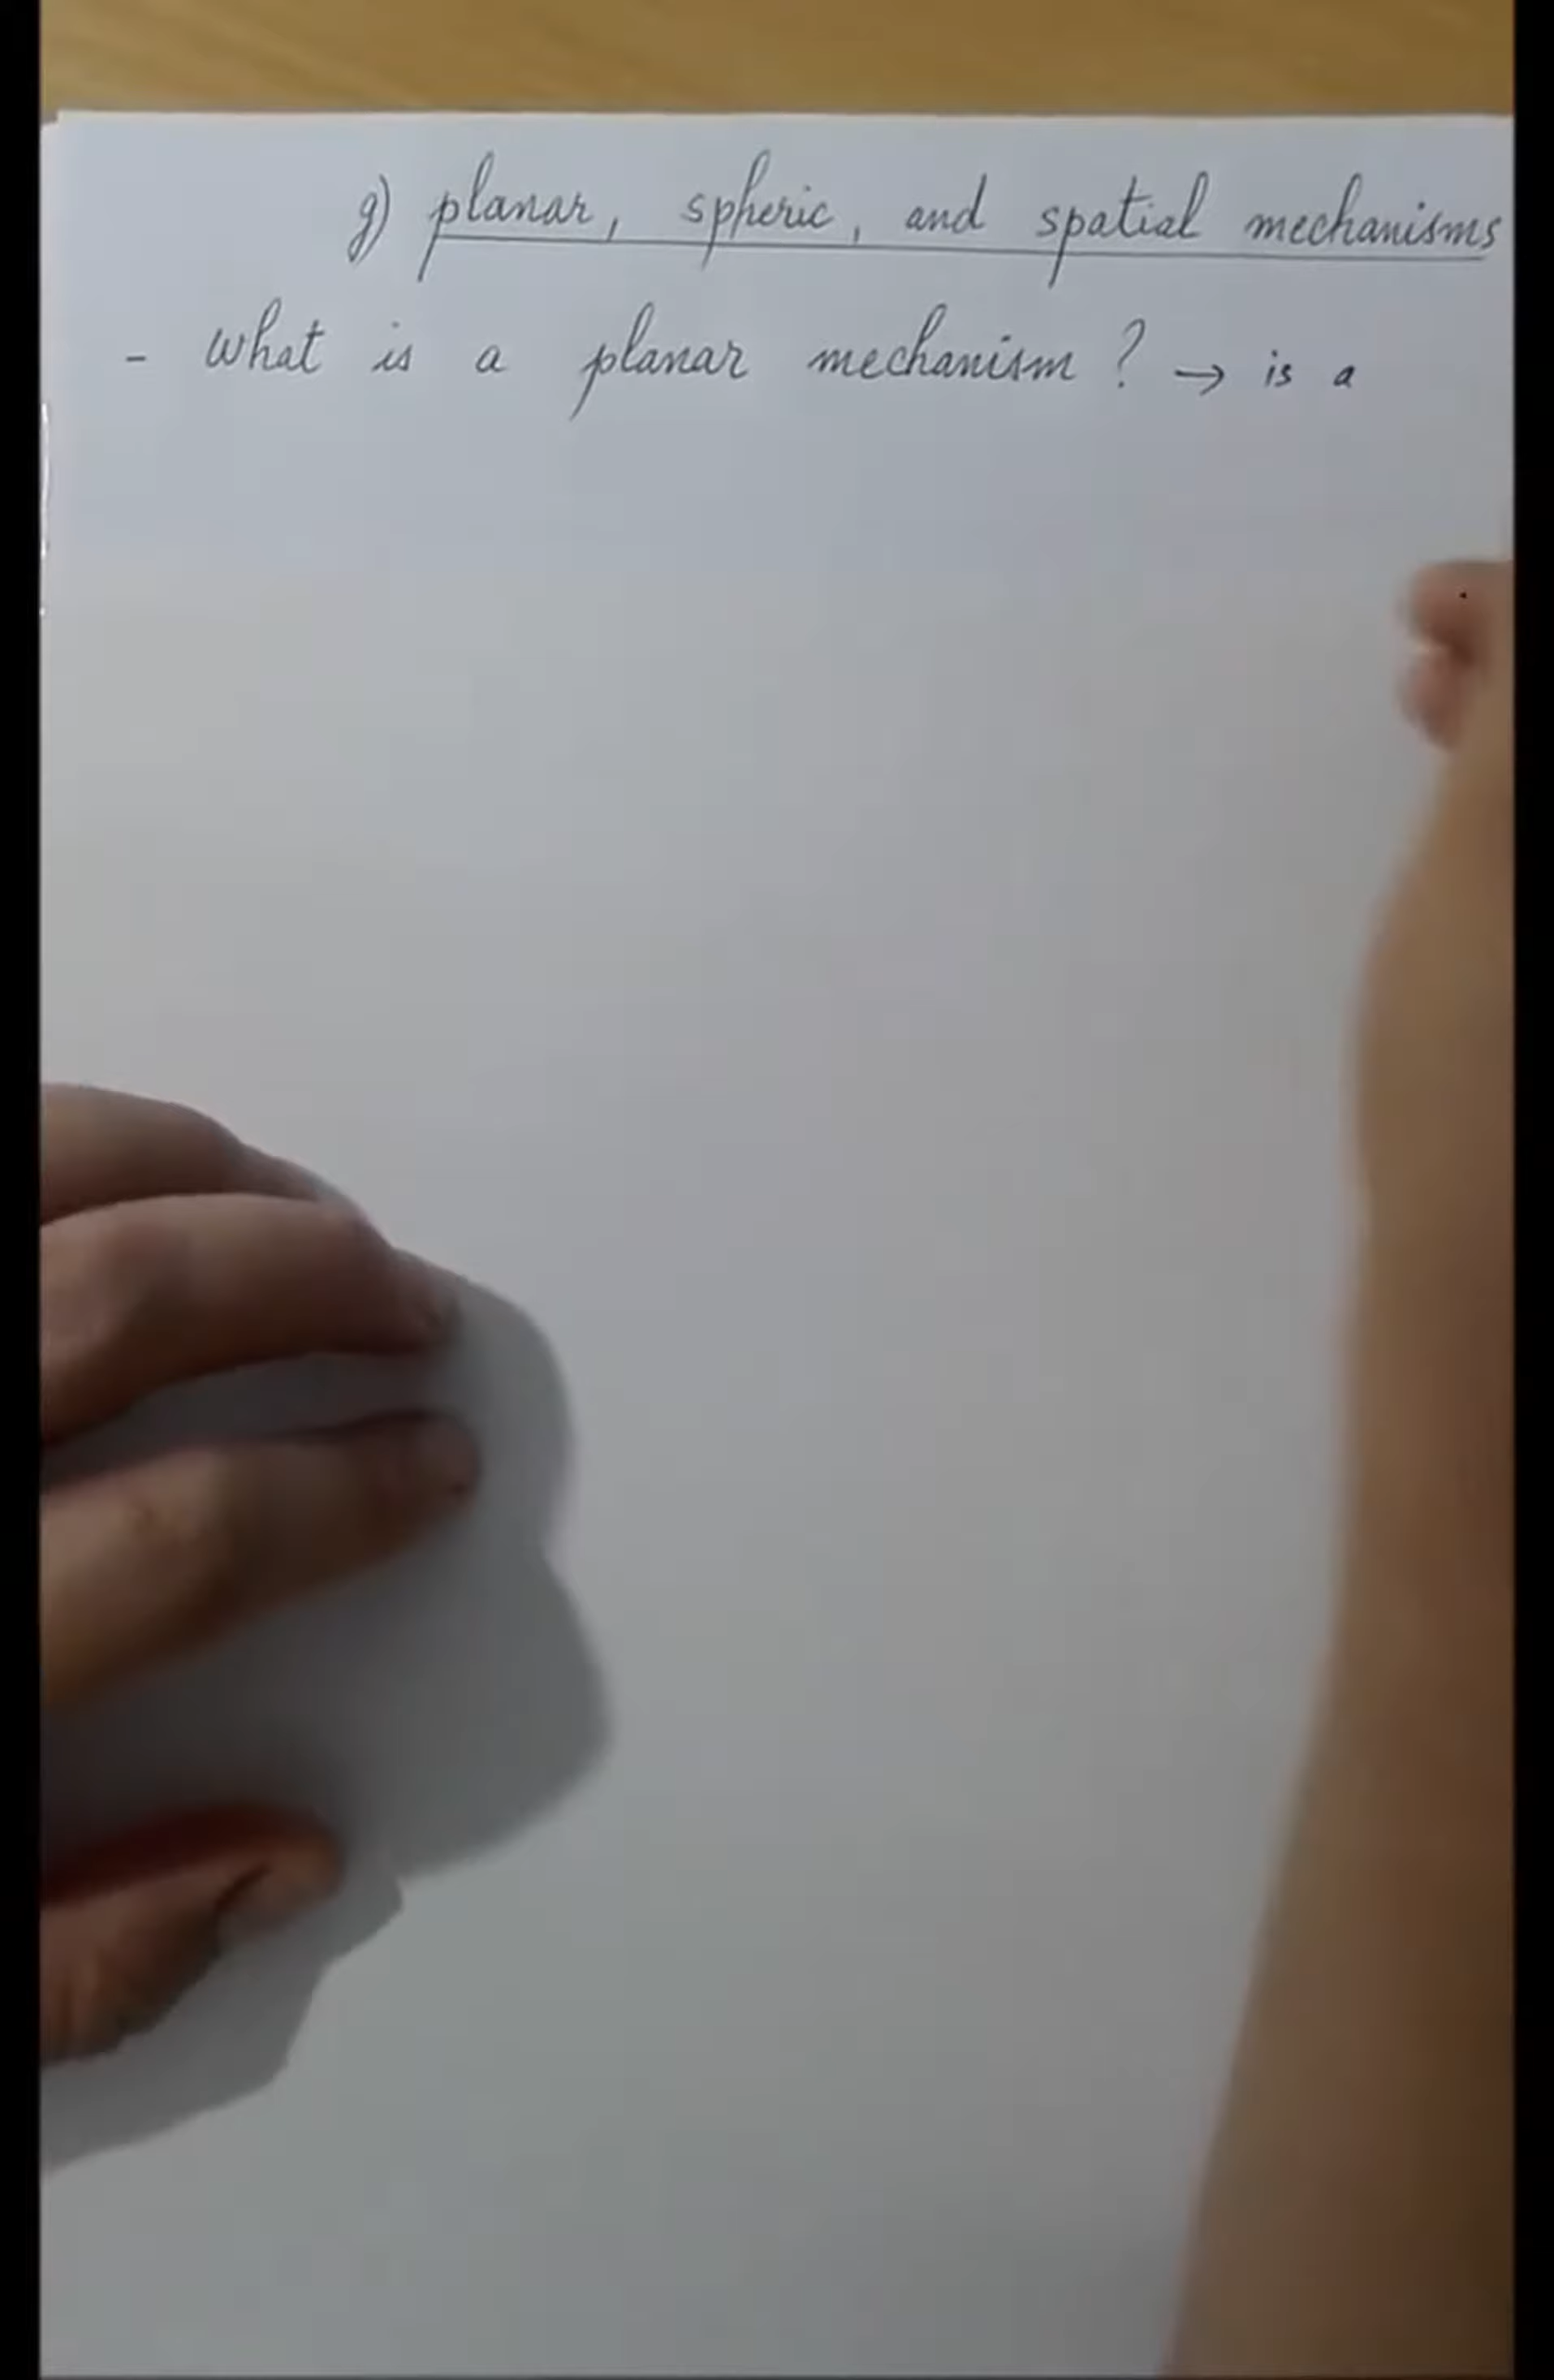 g) planar, spheric, and spatial mechanisms
- what is a planar mechanism? → is a